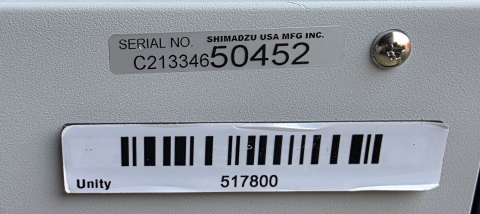 SERIAL NO. SHIMADZU USA MFG INC.
C21334650452
Unity 517800